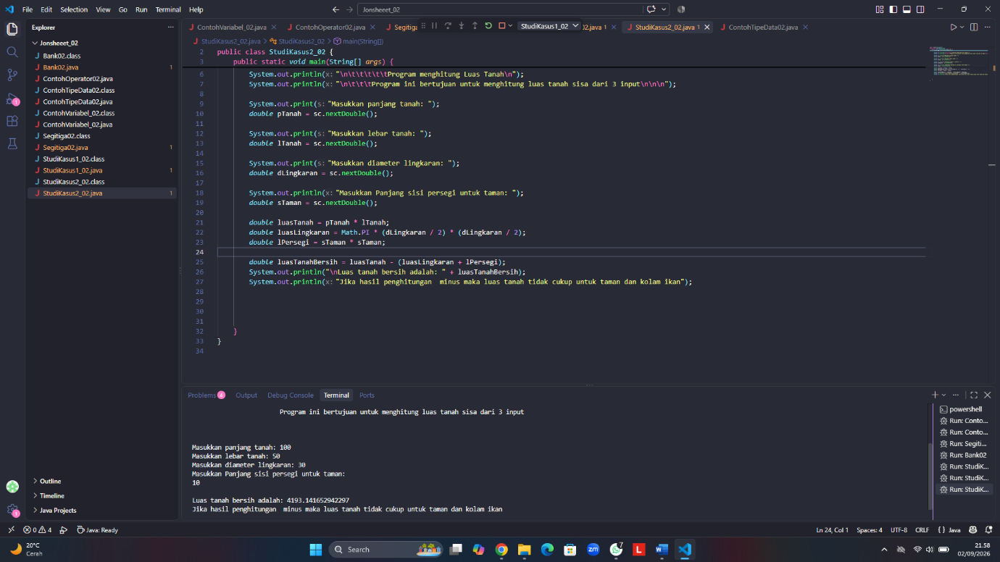 File Edit Selection View Go Run Terminal Help
Jonsheeet_02
Explorer
Jonsheeet_02
Bank02.class
Bank02.java 1
ContohOperator02.java
ContohTipeData02.class
ContohTipeData02.java
ContohVariabel_02.class
ContohVariabel_02.java
Segitiga02.class
Segitiga02.java 1
StudiKasus1_02.class
StudiKasus1_02.java 1
StudiKasus2_02.class
StudiKasus2_02.java 1
Outline
Timeline
Java Projects
ContohVariabel_02.java ContohOperator02.java Segitiga StudiKasus1_02 02.java 1 StudiKasus2_02.java 1 ContohTipeData02.java
StudiKasus2_02.java > StudiKasus2_02 > main(String[])
2 public class StudiKasus2_02 {
3 public static void main(String[] args) {
6 System.out.println(x: "\n\t\t\t\t\t\tProgram menghitung Luas Tanah\n");
7 System.out.println(x: "\n\t\t\tProgram ini bertujuan untuk menghitung luas tanah sisa dari 3 input\n\n\n");
8
9 System.out.print(s: "Masukkan panjang tanah: ");
10 double pTanah = sc.nextDouble();
11
12 System.out.print(s: "Masukkan lebar tanah: ");
13 double lTanah = sc.nextDouble();
14
15 System.out.print(s: "Masukkan diameter lingkaran: ");
16 double dLingkaran = sc.nextDouble();
17
18 System.out.println(x: "Masukkan Panjang sisi persegi untuk taman: ");
19 double sTaman = sc.nextDouble();
20
21 double luasTanah = pTanah * lTanah;
22 double luasLingkaran = Math.PI * (dLingkaran / 2) * (dLingkaran / 2);
23 double lPersegi = sTaman * sTaman;
24
25 double luasTanahBersih = luasTanah - (luasLingkaran + lPersegi);
26 System.out.println("\nLuas tanah bersih adalah: " + luasTanahBersih);
27 System.out.println(x: "Jika hasil penghitungan  minus maka luas tanah tidak cukup untuk taman dan kolam ikan");
28
29
30
31
32 }
33 }
34
Problems 4 Output Debug Console Terminal Ports
Program ini bertujuan untuk menghitung luas tanah sisa dari 3 input
Masukkan panjang tanah: 100
Masukkan lebar tanah: 50
Masukkan diameter lingkaran: 30
Masukkan Panjang sisi persegi untuk taman:
10
Luas tanah bersih adalah: 4193.141652942297
Jika hasil penghitungan  minus maka luas tanah tidak cukup untuk taman dan kolam ikan
powershell
Run: Conto...
Run: Conto...
Run: Segiti...
Run: Bank02
Run: StudiK...
Run: StudiK...
Run: StudiK...
0 4 Java: Ready
Ln 24, Col 1 Spaces: 4 UTF-8 CRLF {} Java
20°C
Cerah
Search
zm
7
L
21.58
02/09/2026